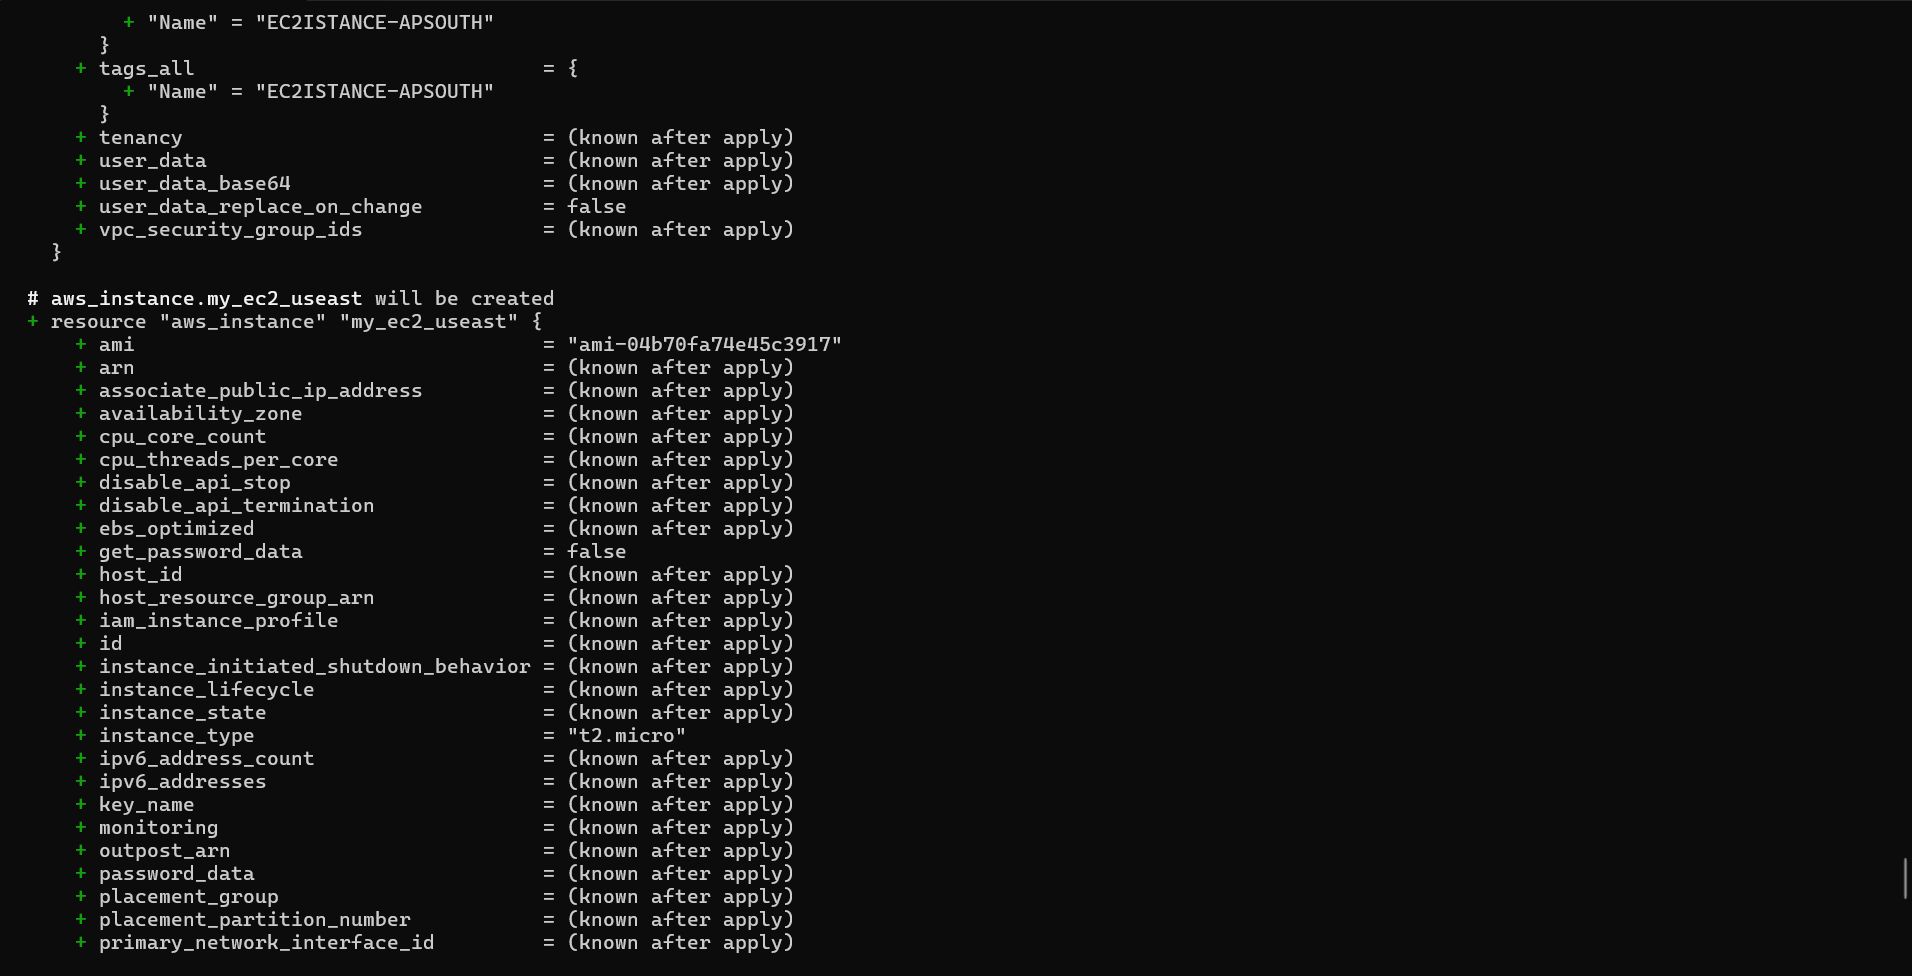 + "Name" = "EC2ISTANCE-APSOUTH"
}
+ tags_all = {
+ "Name" = "EC2ISTANCE-APSOUTH"
}
+ tenancy = (known after apply)
+ user_data = (known after apply)
+ user_data_base64 = (known after apply)
+ user_data_replace_on_change = false
+ vpc_security_group_ids = (known after apply)
}
# aws_instance.my_ec2_useast will be created
+ resource "aws_instance" "my_ec2_useast" {
+ ami = "ami-04b70fa74e45c3917"
+ arn = (known after apply)
+ associate_public_ip_address = (known after apply)
+ availability_zone = (known after apply)
+ cpu_core_count = (known after apply)
+ cpu_threads_per_core = (known after apply)
+ disable_api_stop = (known after apply)
+ disable_api_termination = (known after apply)
+ ebs_optimized = (known after apply)
+ get_password_data = false
+ host_id = (known after apply)
+ host_resource_group_arn = (known after apply)
+ iam_instance_profile = (known after apply)
+ id = (known after apply)
+ instance_initiated_shutdown_behavior = (known after apply)
+ instance_lifecycle = (known after apply)
+ instance_state = (known after apply)
+ instance_type = "t2.micro"
+ ipv6_address_count = (known after apply)
+ ipv6_addresses = (known after apply)
+ key_name = (known after apply)
+ monitoring = (known after apply)
+ outpost_arn = (known after apply)
+ password_data = (known after apply)
+ placement_group = (known after apply)
+ placement_partition_number = (known after apply)
+ primary_network_interface_id = (known after apply)